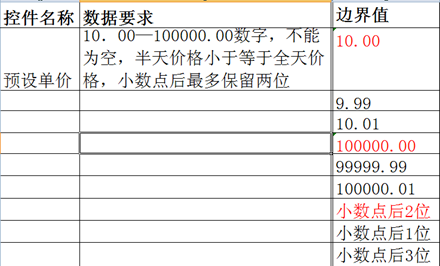 控件名称 数据要求 边界值
10．00—100000.00数字，不能 10.00
为空，半天价格小于等于全天价
预设单价 格，小数点后最多保留两位
9.99
10.01
100000.00
99999.99
100000.01
小数点后2位
小数点后1位
小数点后3位